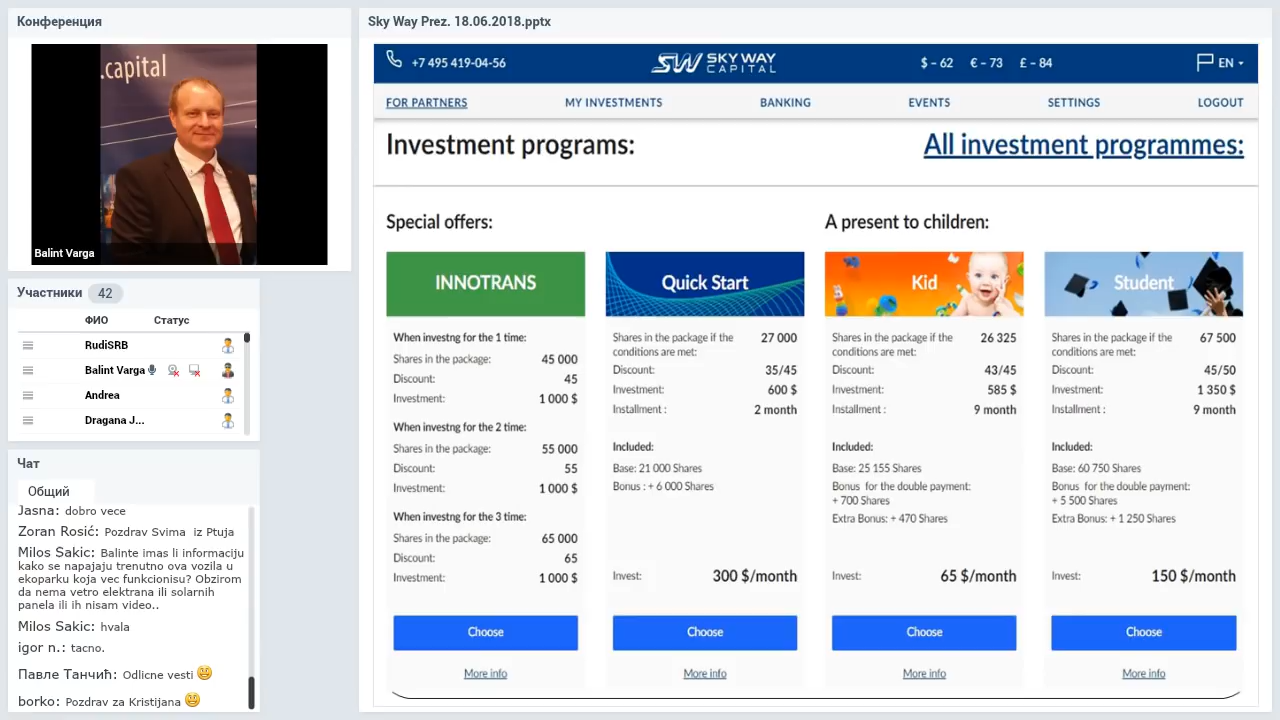 Конференция
.capital
Balint Varga
Участники 42
ФИО Статус
RudiSRB
Balint Varga
Andrea
Dragana J...
Чат
Общий
Jasna: dobro vece
Zoran Rosić: Pozdrav Svima iz Ptuja
Milos Sakic: Balinte imas li informaciju
kako se napajaju trenutno ova vozila u
ekoparku koja vec funkcionisu? Obzirom
da nema vetro elektrana ili solarnih
panela ili ih nisam video..
Milos Sakic: hvala
igor n.: tacno.
Павле Танчић: Odlicne vesti
borko: Pozdrav za Kristijana
Sky Way Prez. 18.06.2018.pptx
+7 495 419-04-56
SW SKY WAY
CAPITAL
$ – 62 € – 73 £ – 84
EN
FOR PARTNERS MY INVESTMENTS BANKING EVENTS SETTINGS LOGOUT
Investment programs:
All investment programmes:
Special offers:
A present to children:
INNOTRANS
When investng for the 1 time:
Shares in the package: 45 000
Discount: 45
Investment: 1 000 $
When investng for the 2 time:
Shares in the package: 55 000
Discount: 55
Investment: 1 000 $
When investng for the 3 time:
Shares in the package: 65 000
Discount: 65
Investment: 1 000 $
Choose
More info
Quick Start
Shares in the package if the 27 000
conditions are met:
Discount: 35/45
Investment: 600 $
Installment : 2 month
Included:
Base: 21 000 Shares
Bonus : + 6 000 Shares
Invest: 300 $/month
Choose
More info
Kid
Shares in the package if the 26 325
conditions are met:
Discount: 43/45
Investment: 585 $
Installment : 9 month
Included:
Base: 25 155 Shares
Bonus for the double payment:
+ 700 Shares
Extra Bonus: + 470 Shares
Invest: 65 $/month
Choose
More info
Student
Shares in the package if the 67 500
conditions are met:
Discount: 45/50
Investment: 1 350 $
Installment : 9 month
Included:
Base: 60 750 Shares
Bonus for the double payment:
+ 5 500 Shares
Extra Bonus: + 1 250 Shares
Invest: 150 $/month
Choose
More info